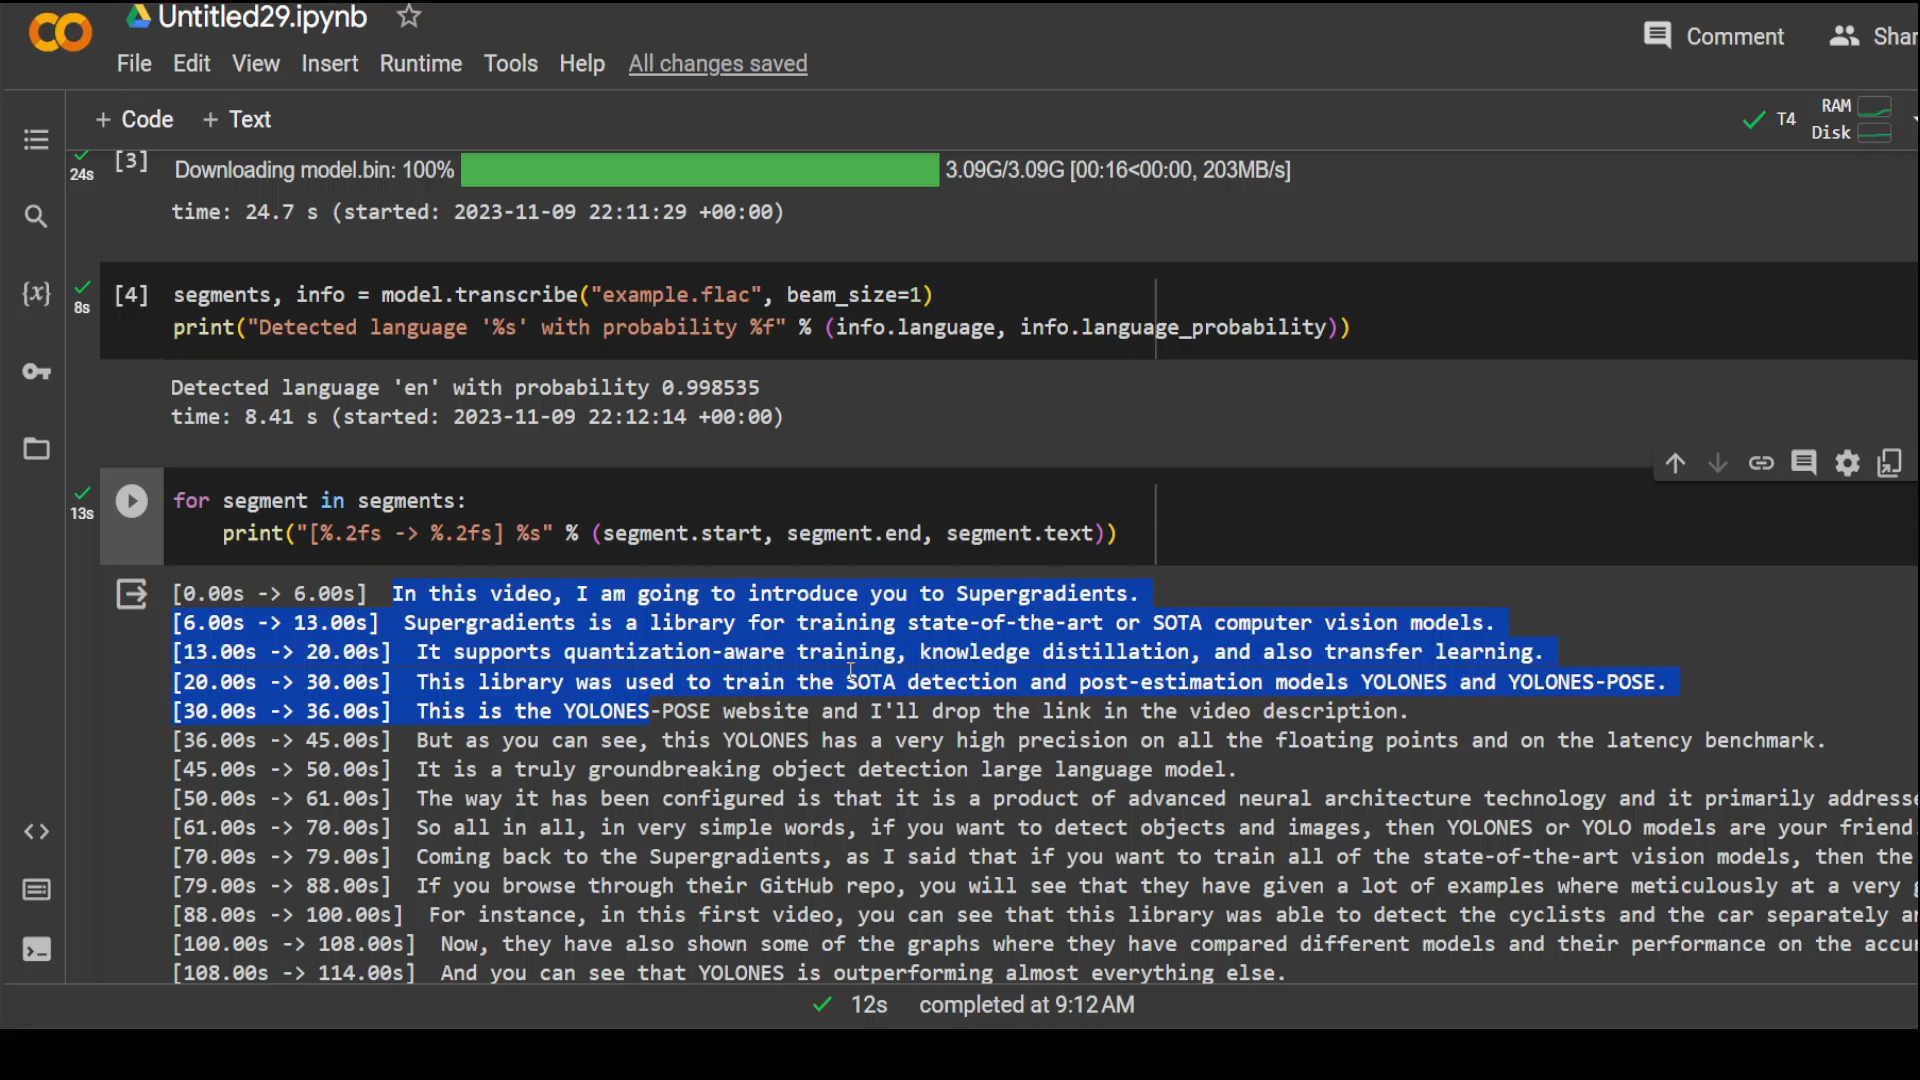 Untitled29.ipynb
Comment
Shar
File Edit View Insert Runtime Tools Help All changes saved
+ Code + Text
T4
RAM
Disk
24s
[3]
Downloading model.bin: 100% 3.09G/3.09G [00:16<00:00, 203MB/s]
time: 24.7 s (started: 2023-11-09 22:11:29 +00:00)
8s
[4]
segments, info = model.transcribe("example.flac", beam_size=1)
print("Detected language '%s' with probability %f" % (info.language, info.language_probability))
Detected language 'en' with probability 0.998535
time: 8.41 s (started: 2023-11-09 22:12:14 +00:00)
13s
for segment in segments:
print("[%.2fs -> %.2fs] %s" % (segment.start, segment.end, segment.text))
[0.00s -> 6.00s] In this video, I am going to introduce you to Supergradients.
[6.00s -> 13.00s] Supergradients is a library for training state-of-the-art or SOTA computer vision models.
[13.00s -> 20.00s] It supports quantization-aware training, knowledge distillation, and also transfer learning.
[20.00s -> 30.00s] This library was used to train the SOTA detection and post-estimation models YOLONES and YOLONES-POSE.
[30.00s -> 36.00s] This is the YOLONES-POSE website and I'll drop the link in the video description.
[36.00s -> 45.00s] But as you can see, this YOLONES has a very high precision on all the floating points and on the latency benchmark.
[45.00s -> 50.00s] It is a truly groundbreaking object detection large language model.
[50.00s -> 61.00s] The way it has been configured is that it is a product of advanced neural architecture technology and it primarily addresse
[61.00s -> 70.00s] So all in all, in very simple words, if you want to detect objects and images, then YOLONES or YOLO models are your friend.
[70.00s -> 79.00s] Coming back to the Supergradients, as I said that if you want to train all of the state-of-the-art vision models, then the
[79.00s -> 88.00s] If you browse through their GitHub repo, you will see that they have given a lot of examples where meticulously at a very g
[88.00s -> 100.00s] For instance, in this first video, you can see that this library was able to detect the cyclists and the car separately an
[100.00s -> 108.00s] Now, they have also shown some of the graphs where they have compared different models and their performance on the accur
[108.00s -> 114.00s] And you can see that YOLONES is outperforming almost everything else.
12s completed at 9:12 AM